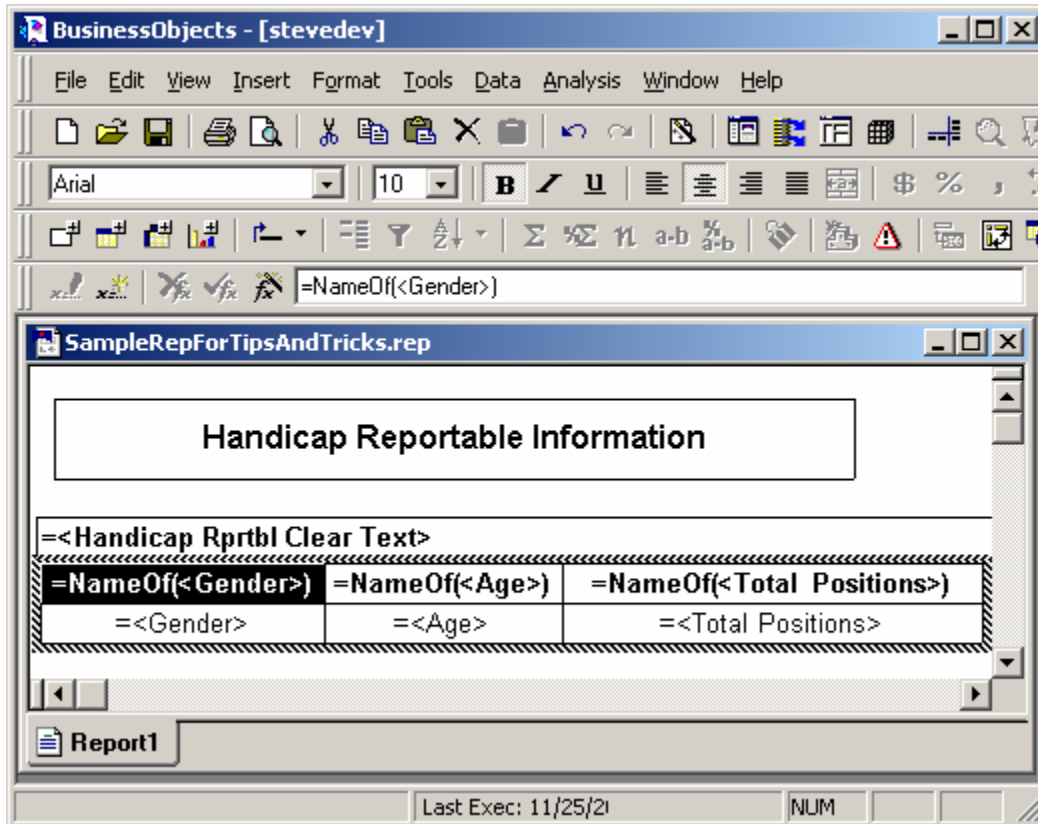 BusinessObjects - [stevedev]
File Edit View Insert Format Tools Data Analysis Window Help
Arial 10 B I U $ % ,
=NameOf(<Gender>)
SampleRepForTipsAndTricks.rep
Handicap Reportable Information
=<Handicap Rprtbl Clear Text>
=NameOf(<Gender>) =NameOf(<Age>) =NameOf(<Total Positions>)
=<Gender> =<Age> =<Total Positions>
Report1
Last Exec: 11/25/2 NUM